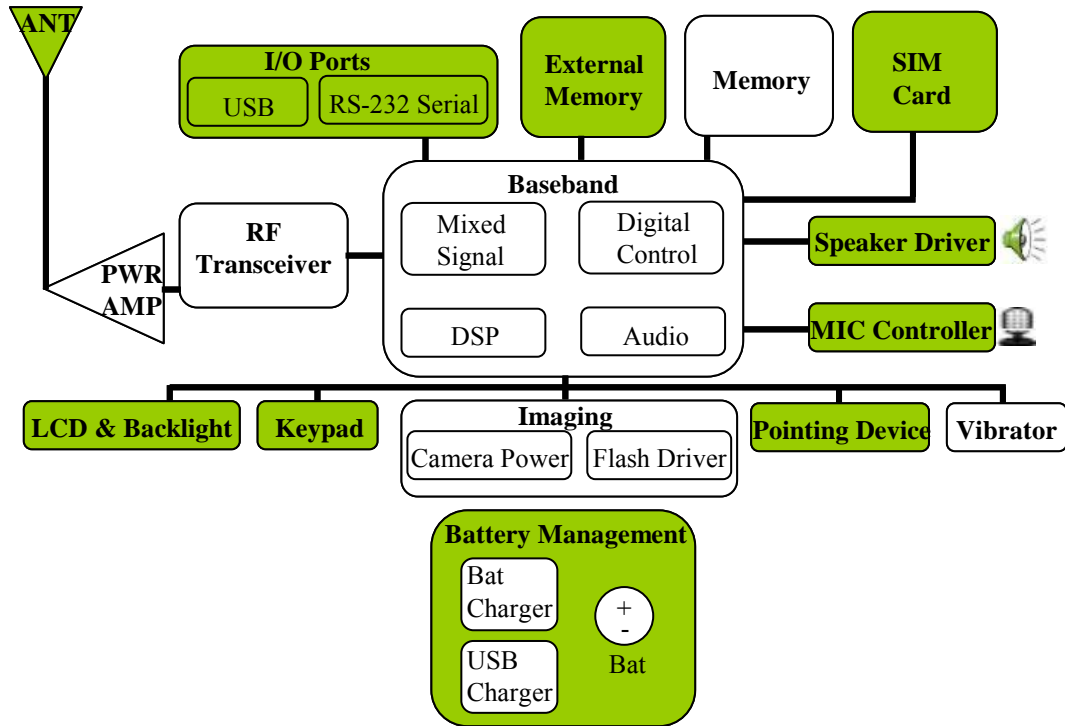 ANT
I/O Ports
USB
RS-232 Serial
External
Memory
Memory
SIM
Card
Baseband
Mixed
Signal
Digital
Control
DSP
Audio
RF
Transceiver
PWR
AMP
Speaker Driver
MIC Controller
LCD & Backlight
Keypad
Imaging
Camera Power
Flash Driver
Pointing Device
Vibrator
Battery Management
Bat
Charger
+
-
Bat
USB
Charger